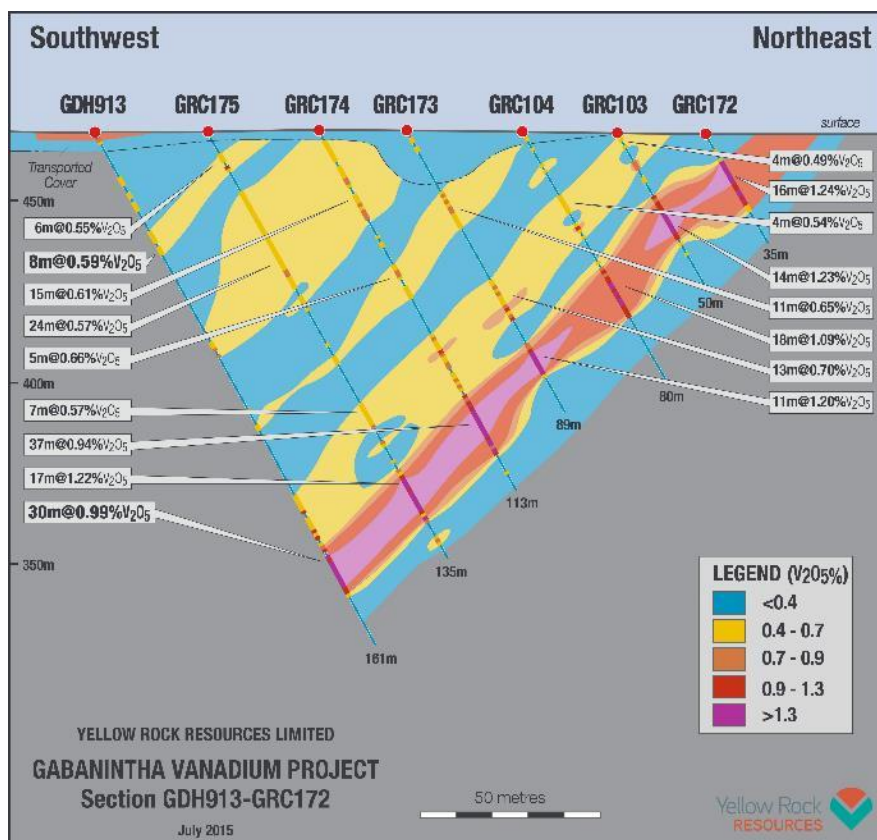 Southwest
Northeast
GDH913
GRC175
GRC174
GRC173
GRC104
GRC103
GRC172
surface
Transported
Cover
450m
400m
350m
6m@0.55%V₂O₅
8m@0.59%V₂O₅
15m@0.61%V₂O₅
24m@0.57%V₂O₅
5m@0.66%V₂O₅
7m@0.57%V₂O₅
37m@0.94%V₂O₅
17m@1.22%V₂O₅
30m@0.99%V₂O₅
4m@0.49%V₂O₅
16m@1.24%V₂O₅
4m@0.54%V₂O₅
14m@1.23%V₂O₅
11m@0.65%V₂O₅
18m@1.09%V₂O₅
13m@0.70%V₂O₅
11m@1.20%V₂O₅
35m
50m
80m
89m
113m
135m
161m
LEGEND (V₂O₅%)
<0.4
0.4 - 0.7
0.7 - 0.9
0.9 - 1.3
>1.3
YELLOW ROCK RESOURCES LIMITED
GABANINTHA VANADIUM PROJECT
Section GDH913-GRC172
July 2015
50 metres
Yellow Rock
RESOURCES